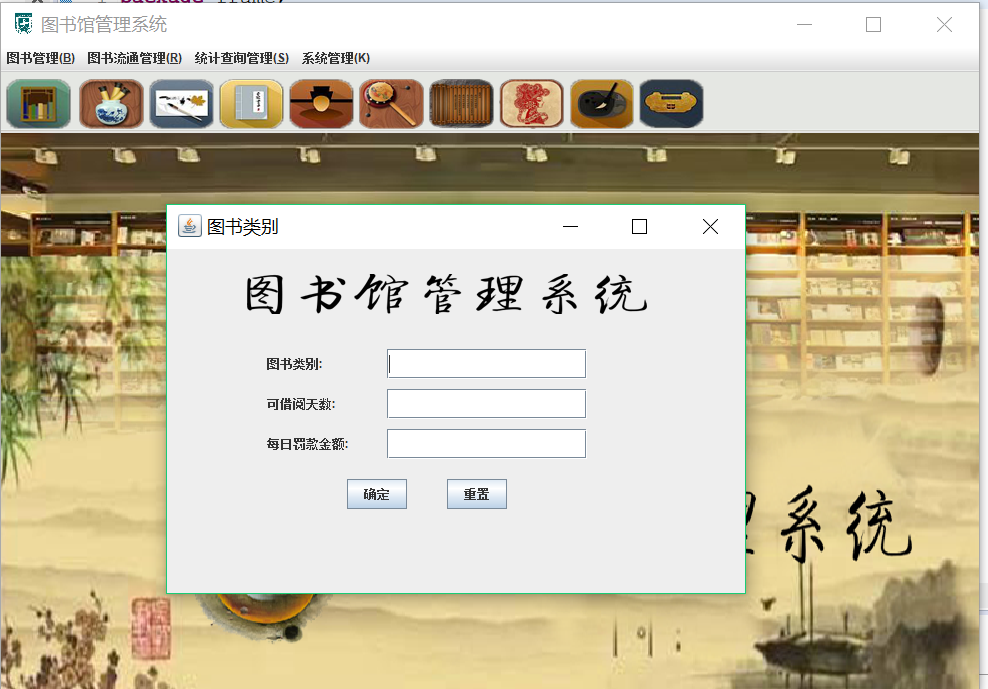 package frame;
图书馆管理系统
图书管理(B) 图书流通管理(R) 统计查询管理(S) 系统管理(K)
图书类别
图书馆管理系统
图书类别:
可借阅天数:
每日罚款金额:
确定 重置
系统